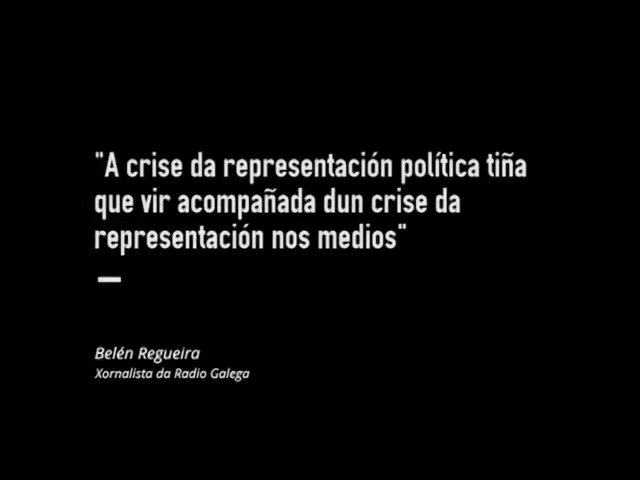 "A crise da representación política tiña
que vir acompañada dun crise da
representación nos medios"
Belén Regueira
Xornalista da Radio Galega